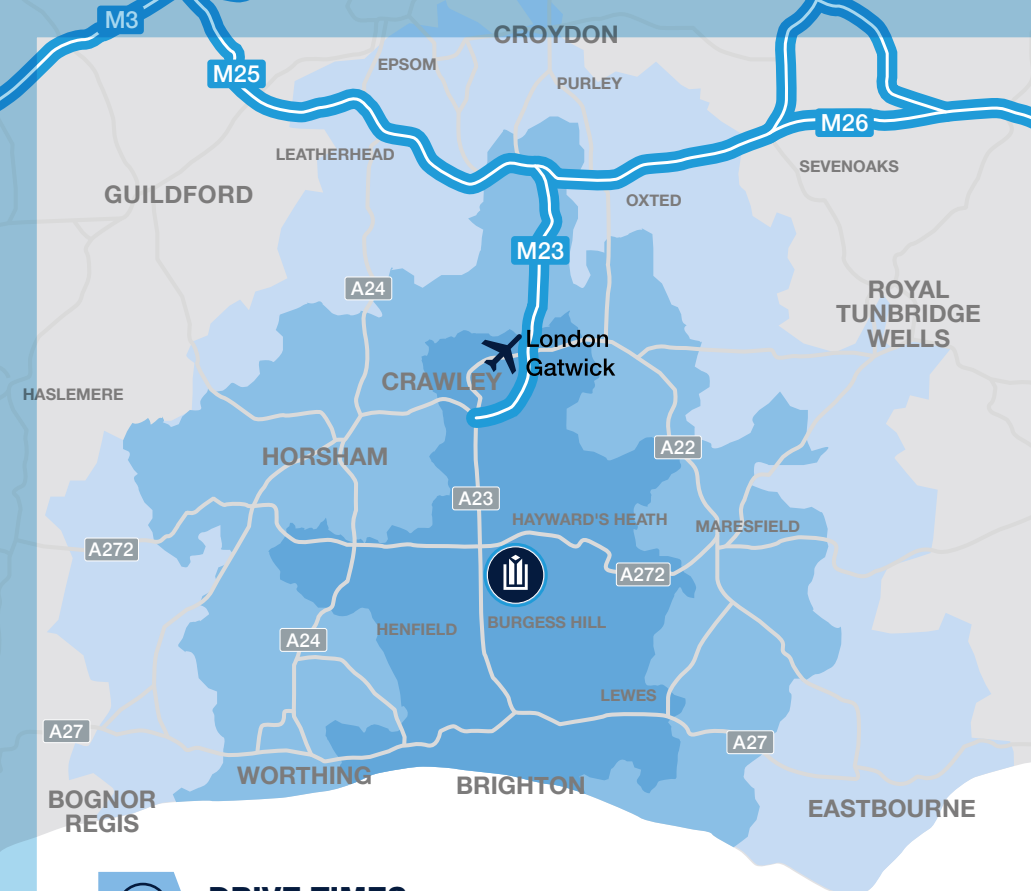 M3
CROYDON
EPSOM
M25
PURLEY
M26
LEATHERHEAD
SEVENOAKS
GUILDFORD
OXTED
M23
A24
ROYAL
TUNBRIDGE
WELLS
London
Gatwick
CRAWLEY
HASLEMERE
A22
HORSHAM
A23
HAYWARD'S HEATH
MARESFIELD
A272
A272
BURGESS HILL
HENFIELD
A24
LEWES
A27
A27
WORTHING
BRIGHTON
BOGNOR
REGIS
EASTBOURNE
DRIVE TIMES